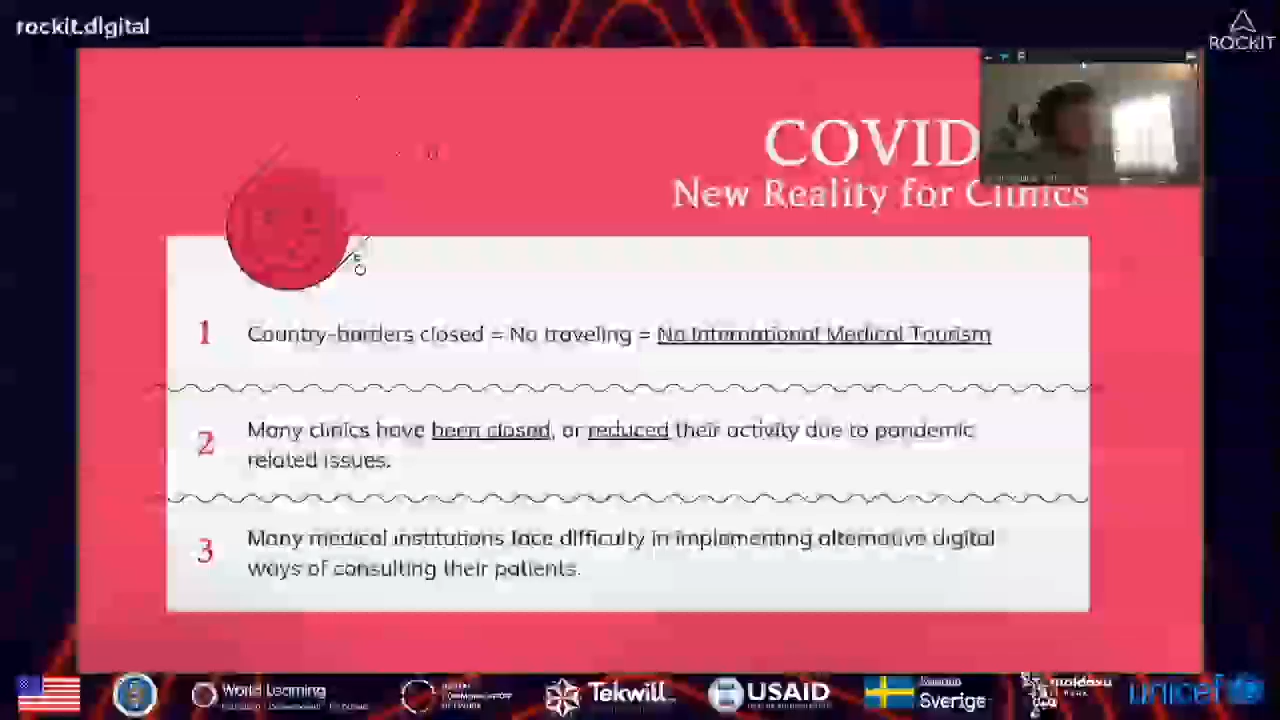 rockit.digital
ROCKIT
COVID
New Reality for Clinics
1
Country-borders closed = No traveling = No International Medical Tourism
2
Many clinics have been closed, or reduced their activity due to pandemic
related issues.
3
Many medical institutions face difficulty in implementing alternative digital
ways of consulting their patients.
World Learning
Tekwill
USAID
Sverige
moldova
unicef